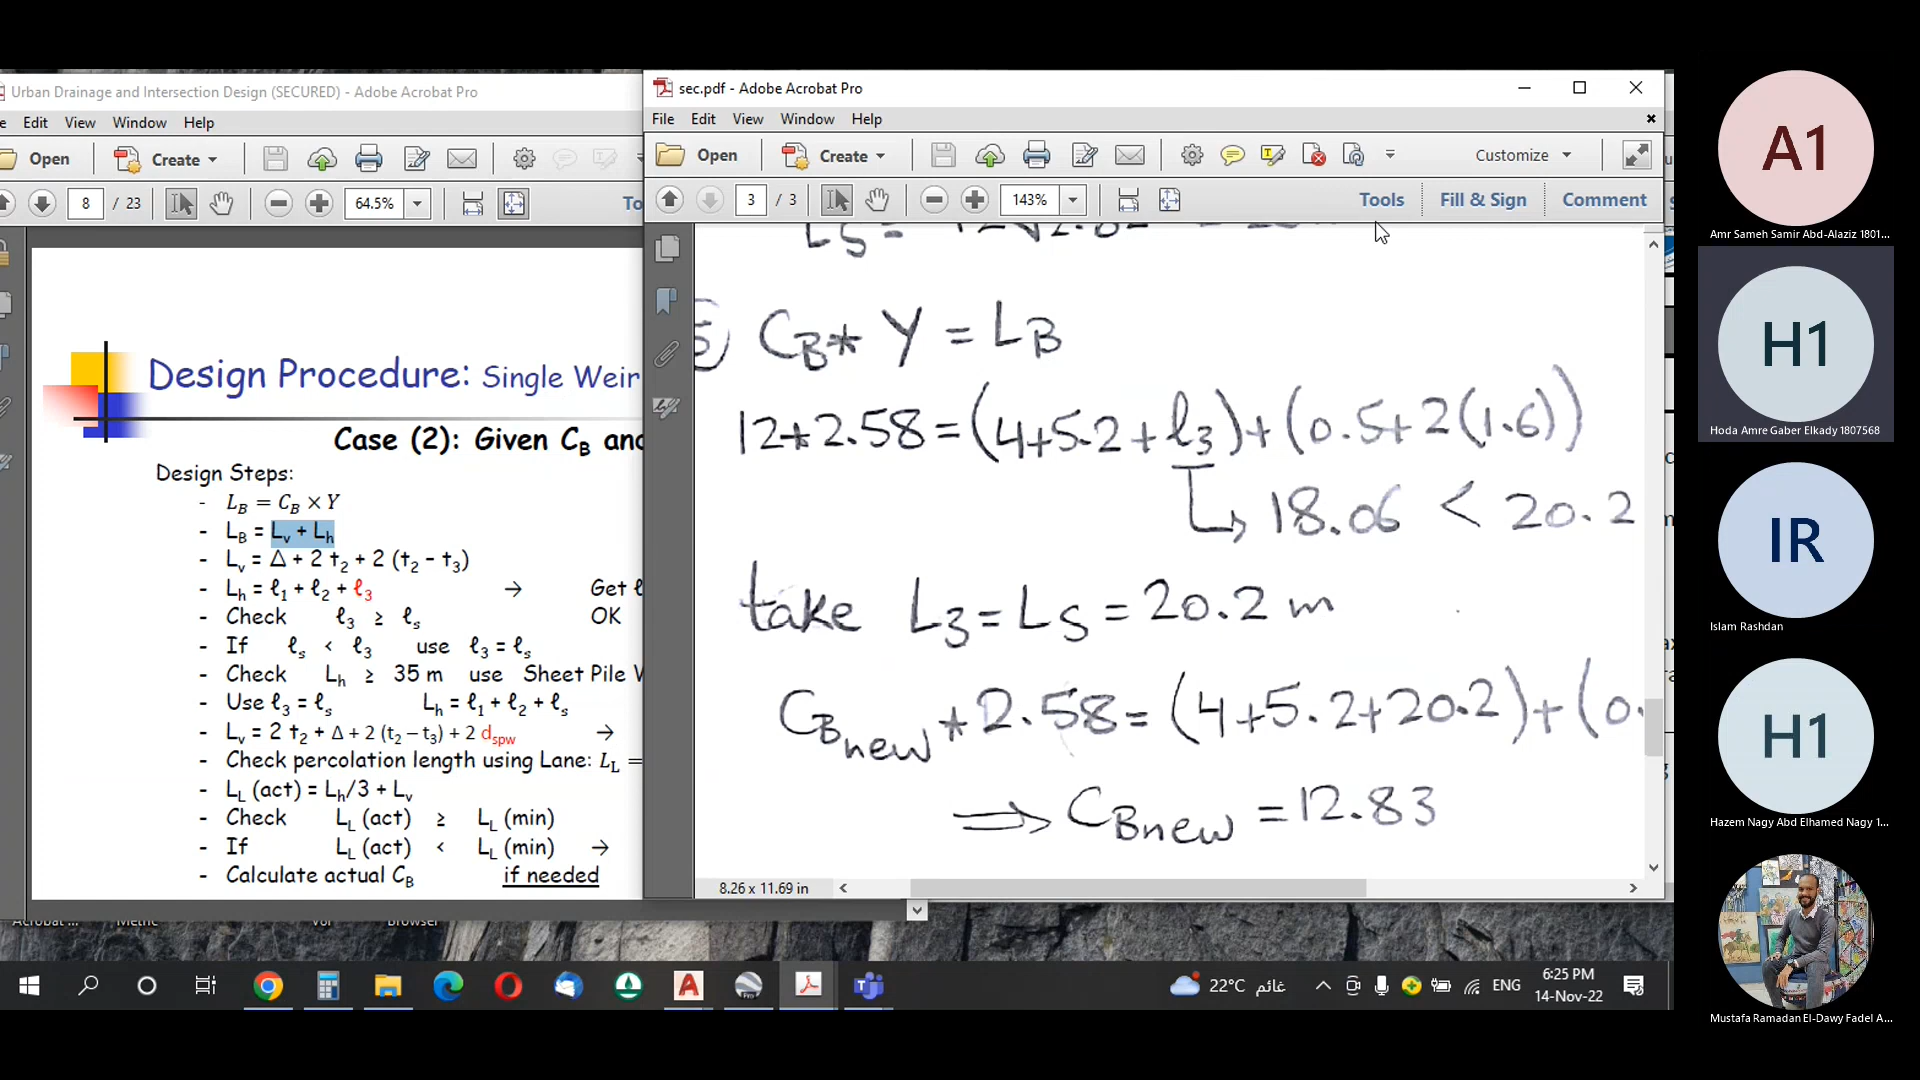 Urban Drainage and Intersection Design (SECURED) - Adobe Acrobat Pro
Edit View Window Help
Open Create
8 / 23 64.5%
Design Procedure: Single Weir
Case (2): Given C_B and
Design Steps:
- L_B = C_B × Y
- L_B = L_v + L_h
- L_v = Δ + 2 t_2 + 2 (t_2 - t_3)
- L_h = ℓ_1 + ℓ_2 + ℓ_3 → Get
- Check ℓ_3 ≥ ℓ_s OK
- If ℓ_s < ℓ_3 use ℓ_3 = ℓ_s
- Check L_h ≥ 35 m use Sheet Pile
- Use ℓ_3 = ℓ_s L_h = ℓ_1 + ℓ_2 + ℓ_s
- L_v = 2 t_2 + Δ + 2 (t_2 - t_3) + 2 d_spw →
- Check percolation length using Lane: L_L =
- L_L (act) = L_h/3 + L_v
- Check L_L (act) ≥ L_L (min)
- If L_L (act) < L_L (min) →
- Calculate actual C_B if needed
sec.pdf - Adobe Acrobat Pro
File Edit View Window Help
Open Create Customize
3 / 3 143% Tools Fill & Sign Comment
5) C_B * Y = L_B
12*2.58=(4+5.2+ℓ_3)+(0.5+2(1.6))
↳ 18.06 < 20.2
take L_3 = L_s = 20.2 m
C_Bnew * 2.58 = (4+5.2+20.2)+(0.
⇒ C_Bnew = 12.83
8.26 x 11.69 in
22°C غائم ENG 6:25 PM
14-Nov-22
A1
Amr Sameh Samir Abd-Alaziz 1801...
H1
Hoda Amre Gaber Elkady 1807568
IR
Islam Rashdan
H1
Hazem Nagy Abd Elhamed Nagy 1...
Mustafa Ramadan El-Dawy Fadel A...